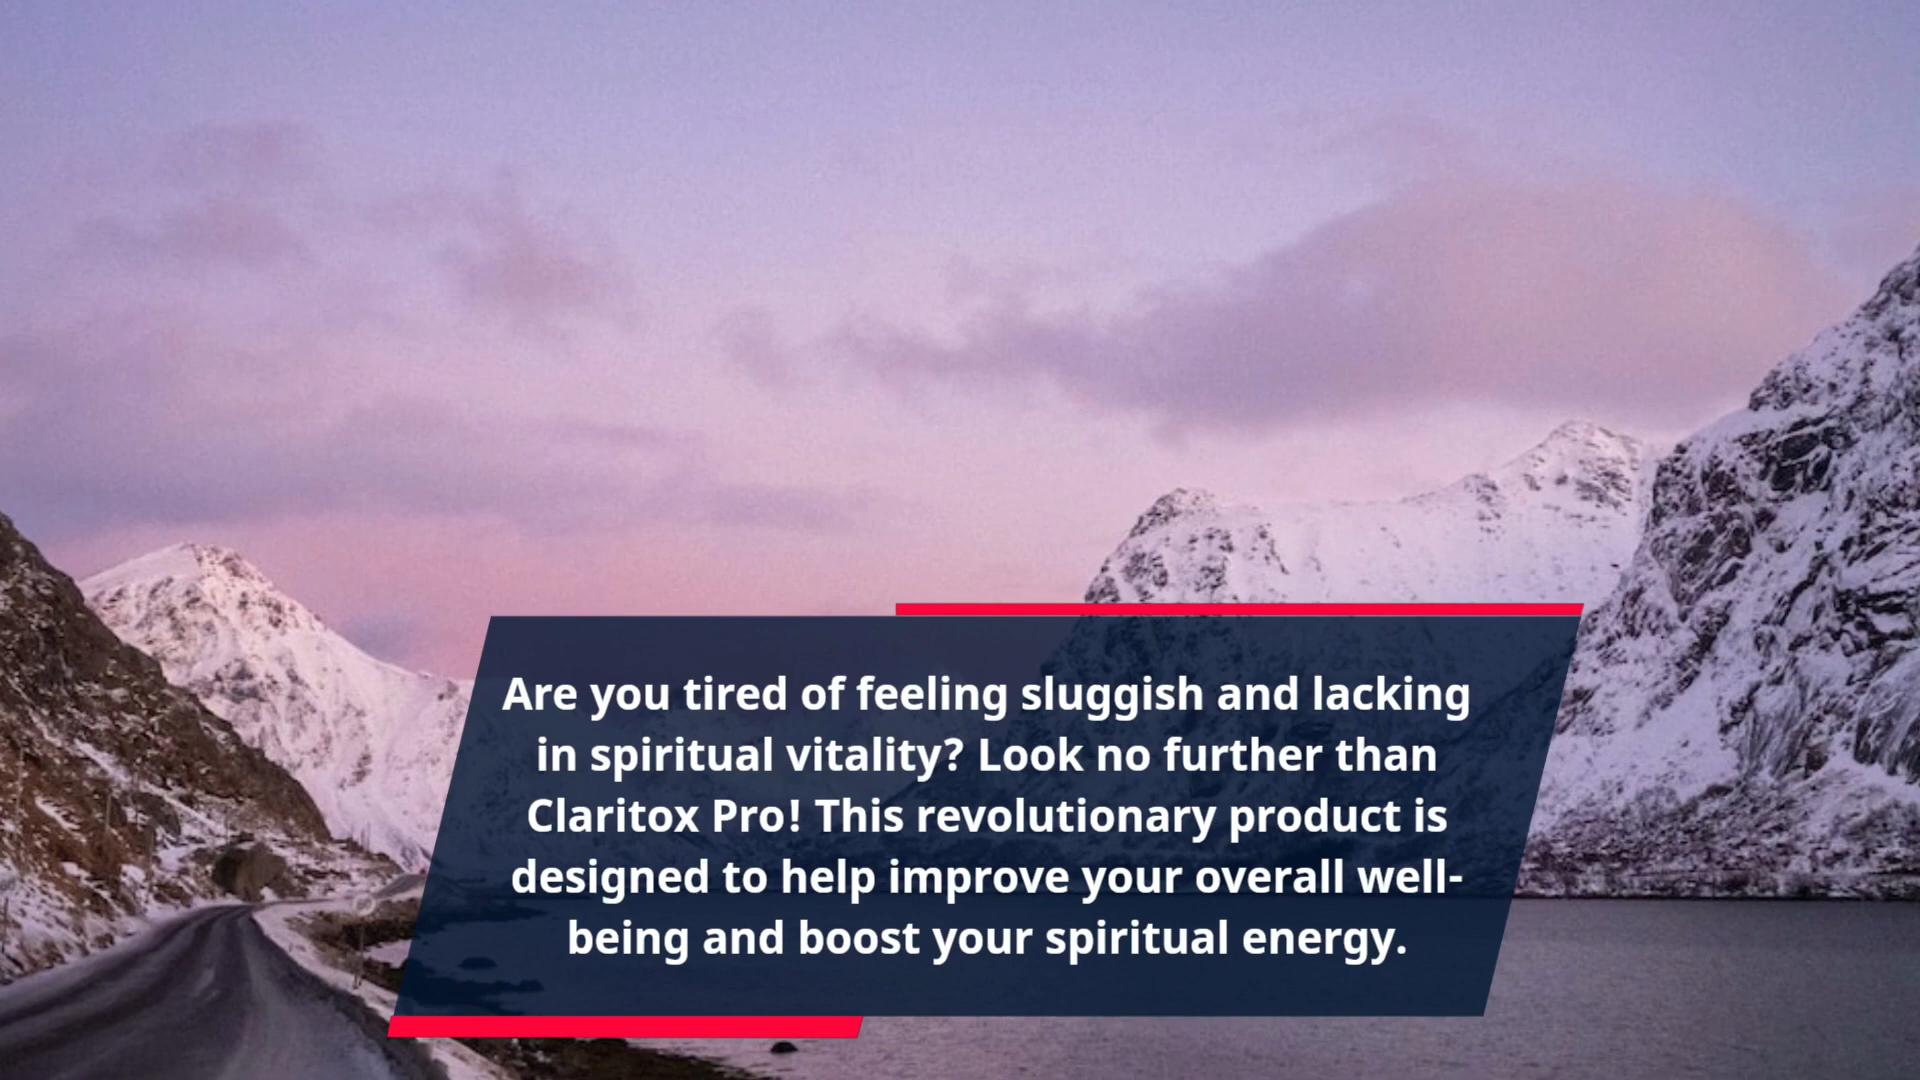 Are you tired of feeling sluggish and lacking
in spiritual vitality? Look no further than
Claritox Pro! This revolutionary product is
designed to help improve your overall well-
being and boost your spiritual energy.